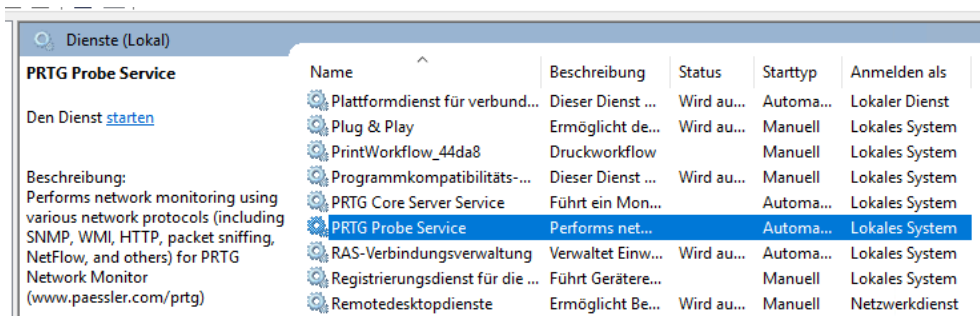 Dienste (Lokal)
PRTG Probe Service
Den Dienst starten
Beschreibung:
Performs network monitoring using
various network protocols (including
SNMP, WMI, HTTP, packet sniffing,
NetFlow, and others) for PRTG
Network Monitor
(www.paessler.com/prtg)
Name Beschreibung Status Starttyp Anmelden als
Plattformdienst für verbund... Dieser Dienst ... Wird au... Automa... Lokaler Dienst
Plug & Play Ermöglicht de... Wird au... Manuell Lokales System
PrintWorkflow_44da8 Druckworkflow Manuell Lokales System
Programmkompatibilitäts-... Dieser Dienst ... Wird au... Manuell Lokales System
PRTG Core Server Service Führt ein Mon... Automa... Lokales System
PRTG Probe Service Performs net... Automa... Lokales System
RAS-Verbindungsverwaltung Verwaltet Einw... Wird au... Automa... Lokales System
Registrierungsdienst für die ... Führt Gerätere... Manuell Lokales System
Remotedesktopdienste Ermöglicht Be... Wird au... Manuell Netzwerkdienst